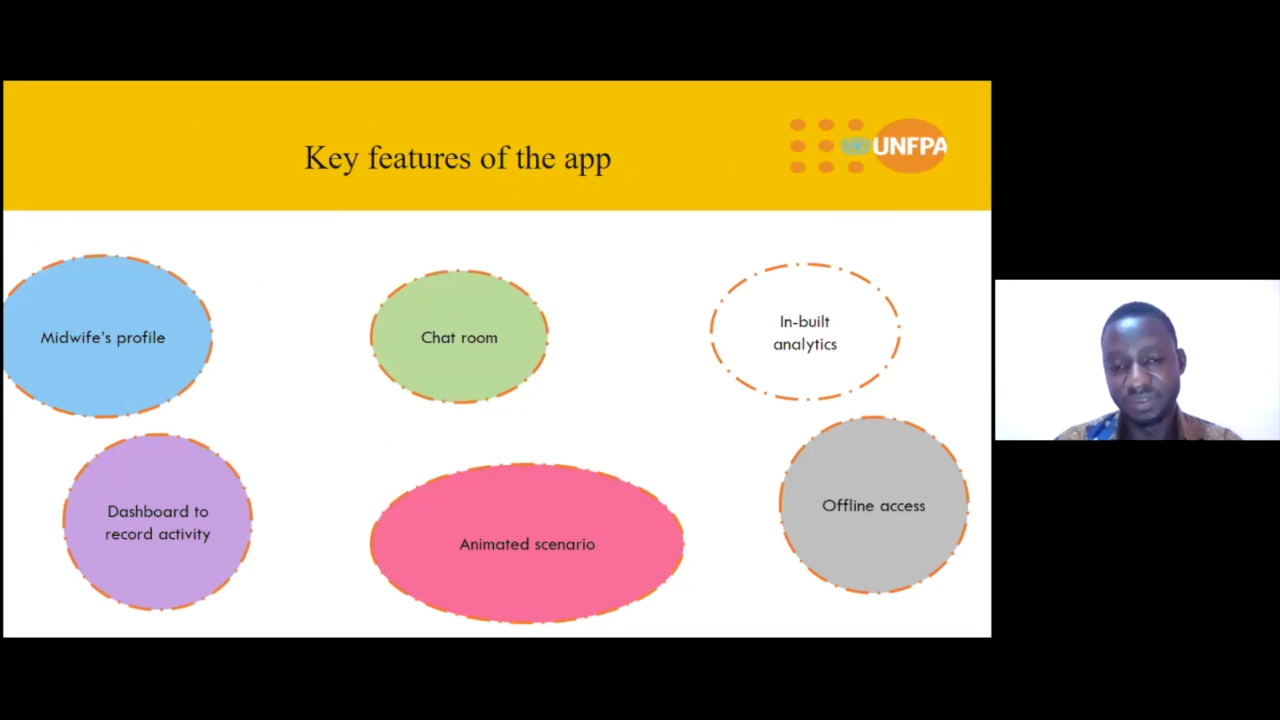 Key features of the app
UNFPA
Midwife's profile
Chat room
In-built
analytics
Dashboard to
record activity
Animated scenario
Offline access